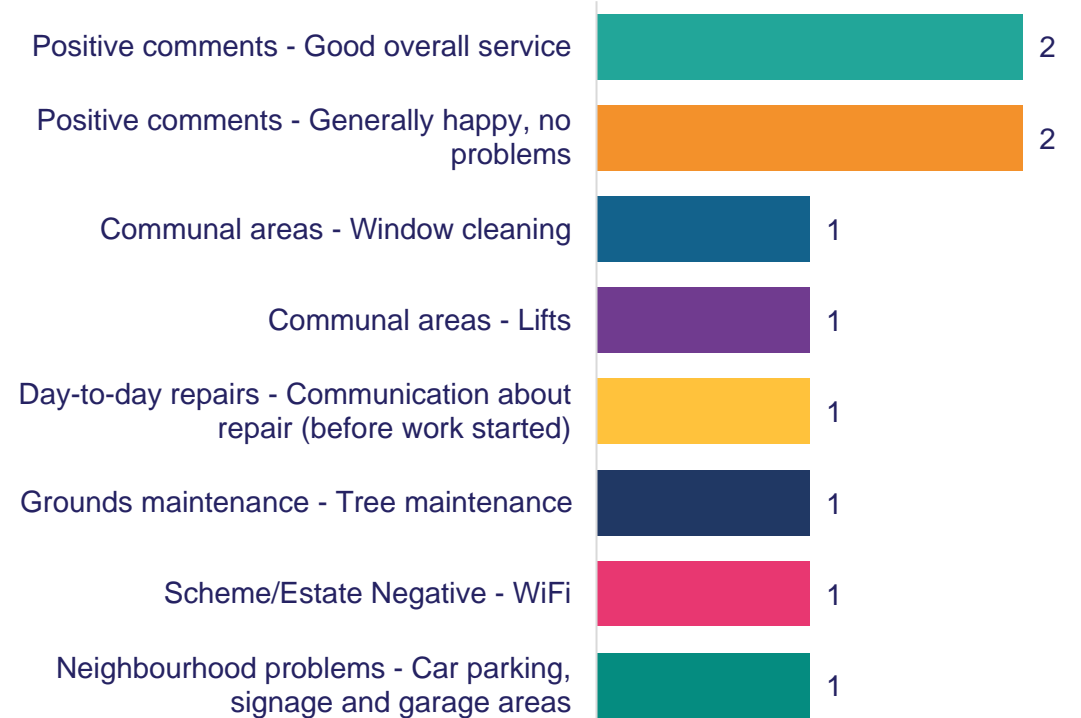 Positive comments - Good overall service 2
Positive comments - Generally happy, no
problems 2
Communal areas - Window cleaning 1
Communal areas - Lifts 1
Day-to-day repairs - Communication about
repair (before work started) 1
Grounds maintenance - Tree maintenance 1
Scheme/Estate Negative - WiFi 1
Neighbourhood problems - Car parking,
signage and garage areas 1